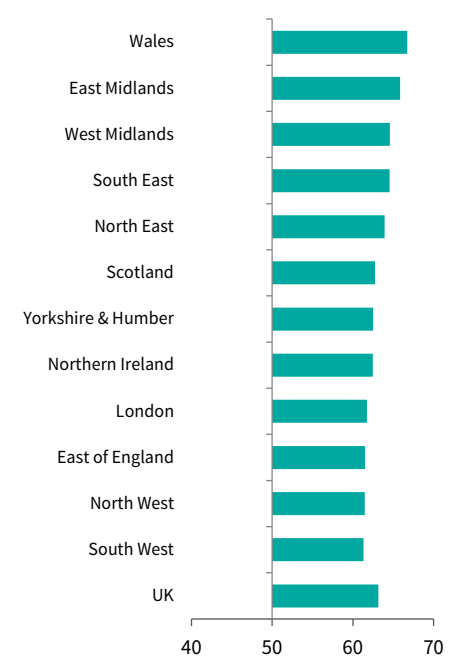 Wales
East Midlands
West Midlands
South East
North East
Scotland
Yorkshire & Humber
Northern Ireland
London
East of England
North West
South West
UK
40 50 60 70